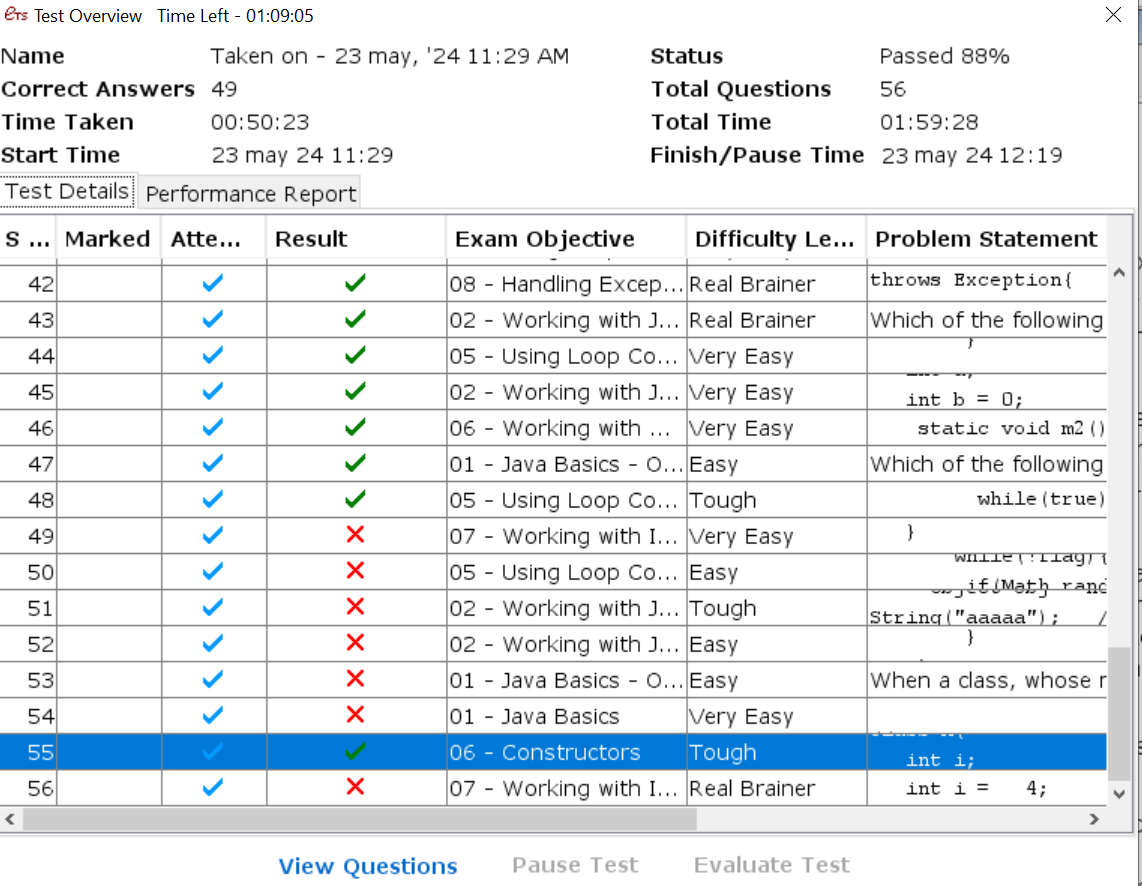 eTs Test Overview Time Left - 01:09:05
Name Taken on - 23 may, '24 11:29 AM Status Passed 88%
Correct Answers 49 Total Questions 56
Time Taken 00:50:23 Total Time 01:59:28
Start Time 23 may 24 11:29 Finish/Pause Time 23 may 24 12:19
Test Details Performance Report
S ... Marked Atte... Result Exam Objective Difficulty Le... Problem Statement
42 08 - Handling Excep... Real Brainer throws Exception{
43 02 - Working with J... Real Brainer Which of the following
44 05 - Using Loop Co... Very Easy }
45 02 - Working with J... Very Easy int b = 0;
46 06 - Working with ... Very Easy static void m2()
47 01 - Java Basics - O... Easy Which of the following
48 05 - Using Loop Co... Tough while(true)
49 07 - Working with I... Very Easy }
50 05 - Using Loop Co... Easy while(!flag){
if(Math rand
51 02 - Working with J... Tough String("aaaaa"); /
52 02 - Working with J... Easy }
53 01 - Java Basics - O... Easy When a class, whose r
54 01 - Java Basics Very Easy
55 06 - Constructors Tough int i;
56 07 - Working with I... Real Brainer int i = 4;
View Questions Pause Test Evaluate Test